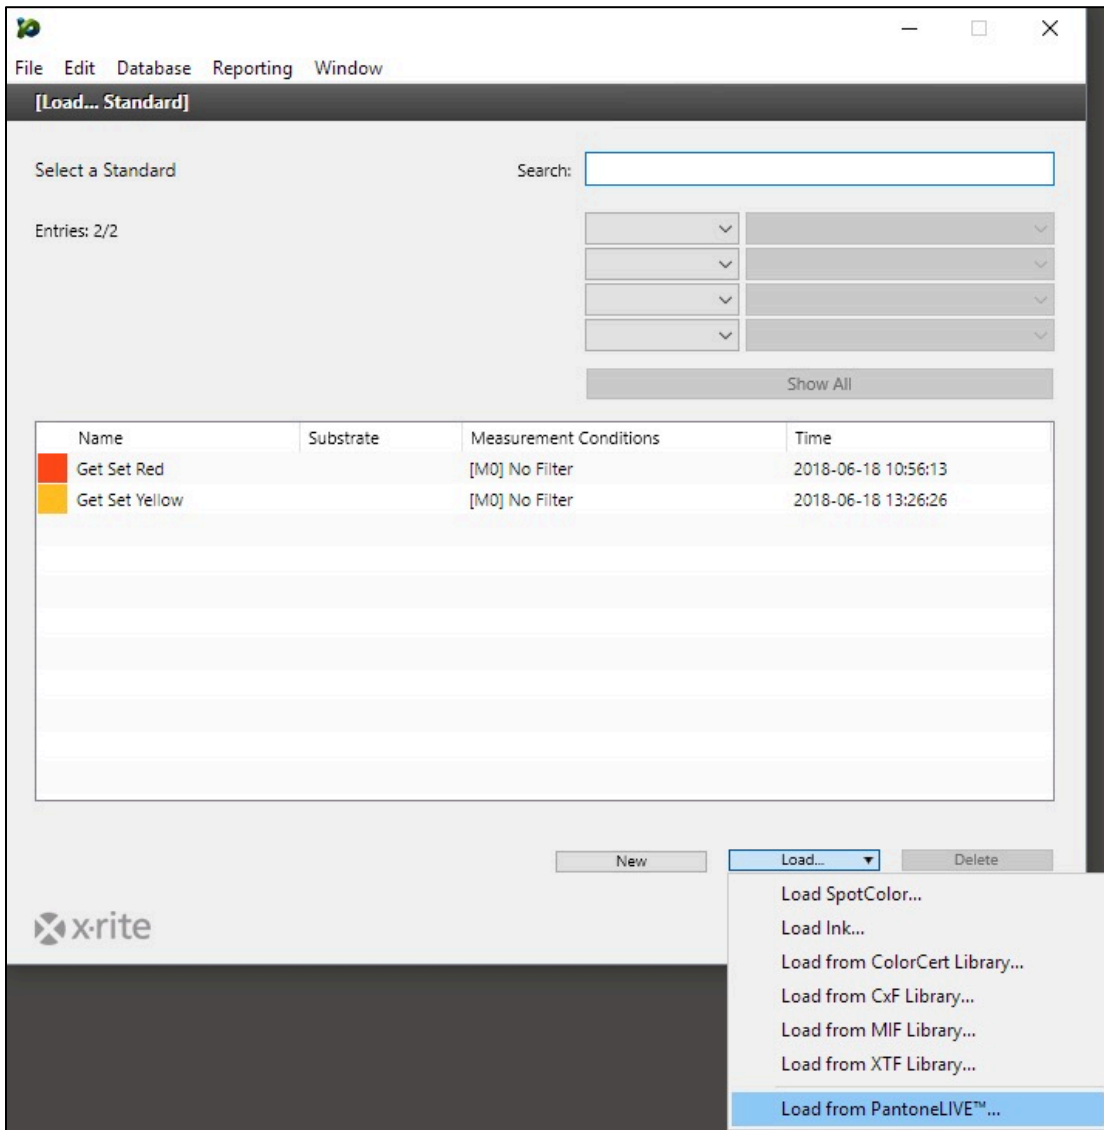 File Edit Database Reporting Window
[Load... Standard]
Select a Standard
Search:
Entries: 2/2
Show All
Name Substrate Measurement Conditions Time
Get Set Red [M0] No Filter 2018-06-18 10:56:13
Get Set Yellow [M0] No Filter 2018-06-18 13:26:26
New Load... Delete
x·rite
Load SpotColor...
Load Ink...
Load from ColorCert Library...
Load from CxF Library...
Load from MIF Library...
Load from XTF Library...
Load from PantoneLIVE™...